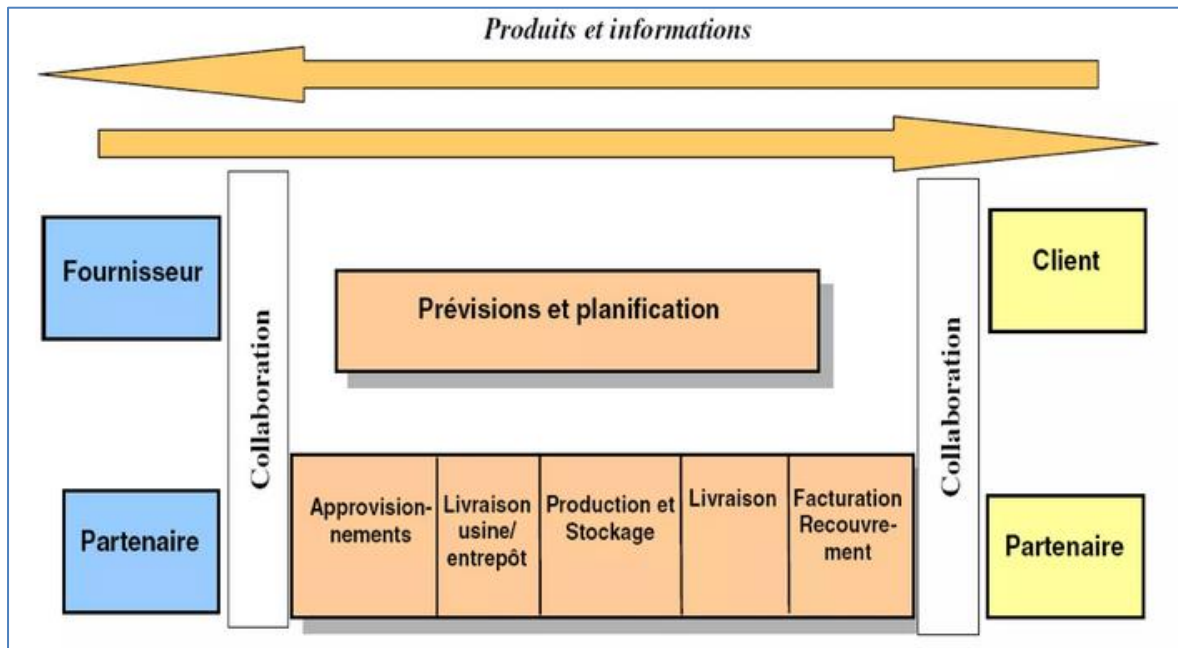 Produits et informations
Fournisseur
Partenaire
Collaboration
Prévisions et planification
Approvision-
nements
Livraison
usine/
entrepôt
Production et
Stockage
Livraison
Facturation
Recouvre-
ment
Collaboration
Client
Partenaire